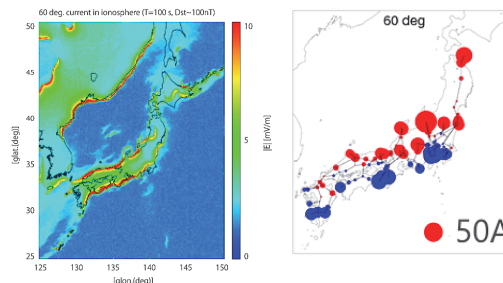 60 deg. current in ionosphere (T=100 s, Dst~100nT)
50
45
40
35
30
25
[glat.(deg)]
125
130
135
140
145
150
[glon.(deg)]
10
5
0
|E| [mV/m]
60 deg
50A